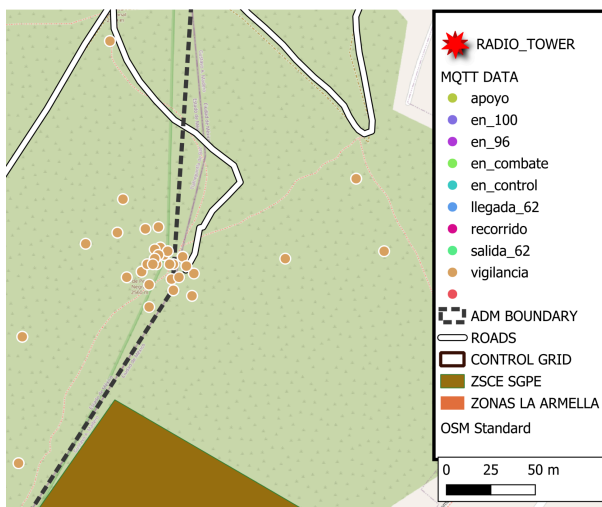 RADIO_TOWER
MQTT DATA
apoyo
en_100
en_96
en_combate
en_control
llegada_62
recorrido
salida_62
vigilancia
ADM BOUNDARY
ROADS
CONTROL GRID
ZSCE SGPE
ZONAS LA ARMELLA
OSM Standard
0 25 50 m